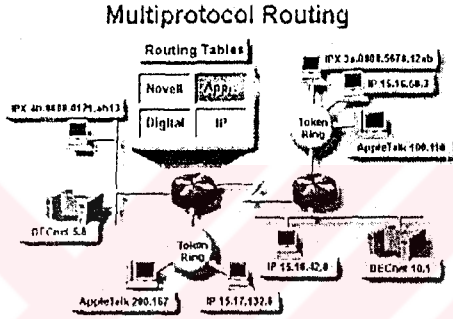 Multiprotocol Routing
Routing Tables
Novell
Digital
IP
Token
Ring
IP 15.16.50.3
AppleTalk 100.110
DECnet 5.8
Token
Ring
AppleTalk 200.167
IP 15.17.132.6
IP 15.16.42.8
DECnet 10.1